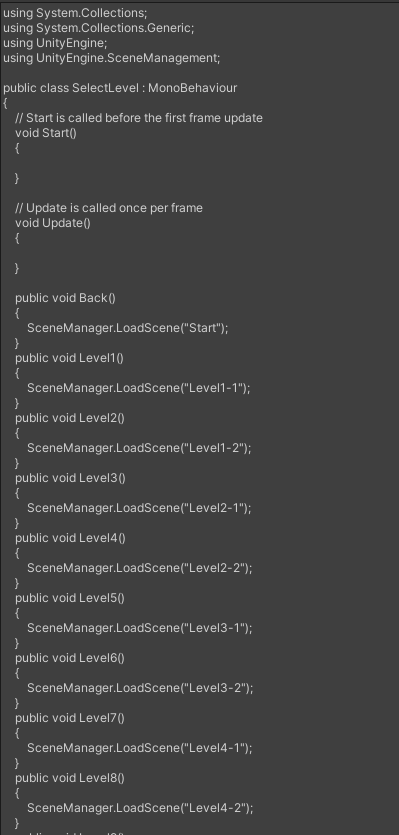 using System.Collections;
using System.Collections.Generic;
using UnityEngine;
using UnityEngine.SceneManagement;

public class SelectLevel : MonoBehaviour
{
    // Start is called before the first frame update
    void Start()
    {

    }

    // Update is called once per frame
    void Update()
    {

    }

    public void Back()
    {
        SceneManager.LoadScene("Start");
    }
    public void Level1()
    {
        SceneManager.LoadScene("Level1-1");
    }
    public void Level2()
    {
        SceneManager.LoadScene("Level1-2");
    }
    public void Level3()
    {
        SceneManager.LoadScene("Level2-1");
    }
    public void Level4()
    {
        SceneManager.LoadScene("Level2-2");
    }
    public void Level5()
    {
        SceneManager.LoadScene("Level3-1");
    }
    public void Level6()
    {
        SceneManager.LoadScene("Level3-2");
    }
    public void Level7()
    {
        SceneManager.LoadScene("Level4-1");
    }
    public void Level8()
    {
        SceneManager.LoadScene("Level4-2");
    }